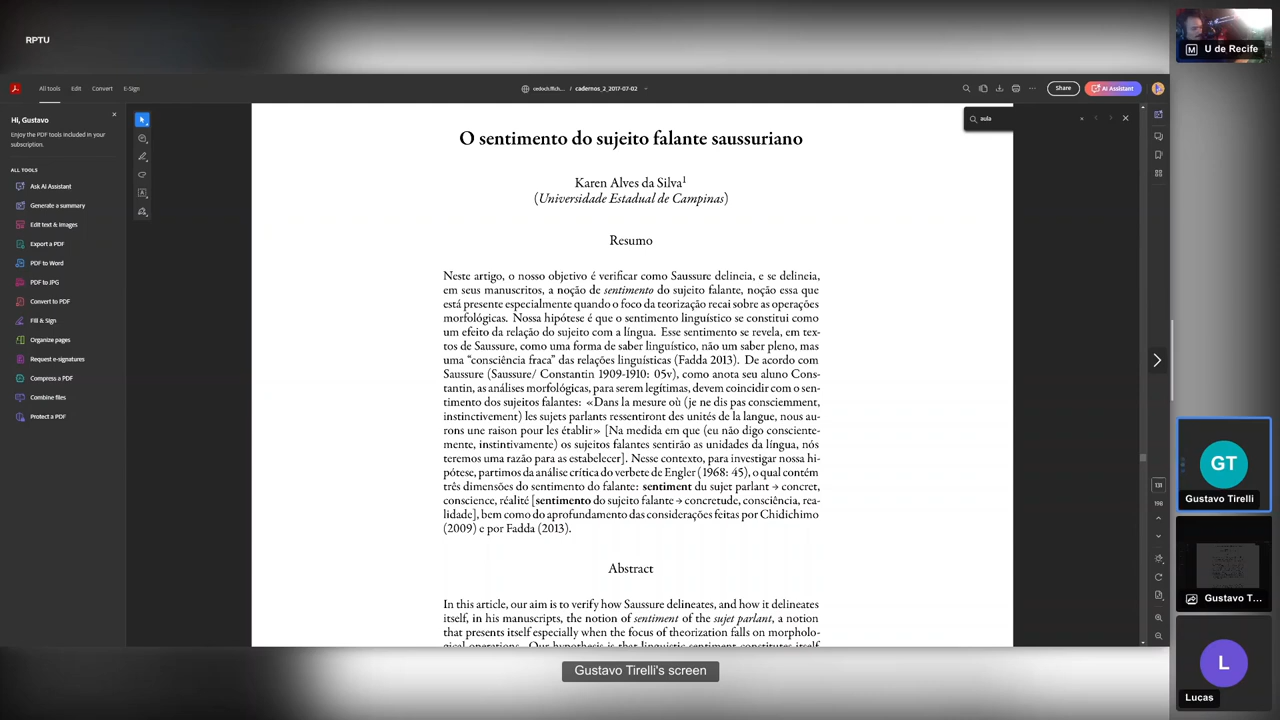 RPTU
U de Recife
All tools Edit Convert E-Sign
cedoch.fflch... / cadernos_2_2017-07-02
Share
AI Assistant
Hi, Gustavo
Enjoy the PDF tools included in your
subscription.
ALL TOOLS
Ask AI Assistant
Generate a summary
Edit text & images
Export a PDF
PDF to Word
PDF to JPG
Convert to PDF
Fill & Sign
Organize pages
Request e-signatures
Compress a PDF
Combine files
Protect a PDF
aula
O sentimento do sujeito falante saussuriano
Karen Alves da Silva¹
(Universidade Estadual de Campinas)
Resumo
Neste artigo, o nosso objetivo é verificar como Saussure delincia, e se delincia,
em seus manuscritos, a noção de sentimento do sujeito falante, noção essa que
está presente especialmente quando o foco da teorização recai sobre as operações
morfológicas. Nossa hipótese é que o sentimento linguístico se constitui como
um efeito da relação do sujeito com a língua. Esse sentimento se revela, em tex-
tos de Saussure, como uma forma de saber linguístico, não um saber pleno, mas
uma “consciência fraca” das relações linguísticas (Fadda 2013). De acordo com
Saussure (Saussure/ Constantin 1909-1910: 05v), como anota seu aluno Cons-
tantin, as análises morfológicas, para serem legítimas, devem coincidir com o sen-
timento dos sujeitos falantes: «Dans la mesure où (je ne dis pas consciemment,
instinctivement) les sujets parlants ressentiront des unités de la langue, nous au-
rons une raison pour les établir» [Na medida em que (eu não digo consciente-
mente, instintivamente) os sujeitos falantes sentirão as unidades da língua, nós
teremos uma razão para as estabelecer]. Nesse contexto, para investigar nossa hi-
pótese, partimos da análise crítica do verbete de Engler (1968: 45), o qual contém
três dimensões do sentimento do falante: sentiment du sujet parlant → concret,
conscience, réalité [sentimento do sujeito falante → concretude, consciência, rea-
lidade], bem como do aprofundamento das considerações feitas por Chidichimo
(2009) e por Fadda (2013).
Abstract
In this article, our aim is to verify how Saussure delineates, and how it delineates
itself, in his manuscripts, the notion of sentiment of the sujet parlant, a notion
that presents itself especially when the focus of theorization falls on morpholo-
gical operations. Our hypothesis is that linguistic sentiment constitutes itself
131
198
GT
Gustavo Tirelli
Gustavo T...
L
Lucas
Gustavo Tirelli's screen